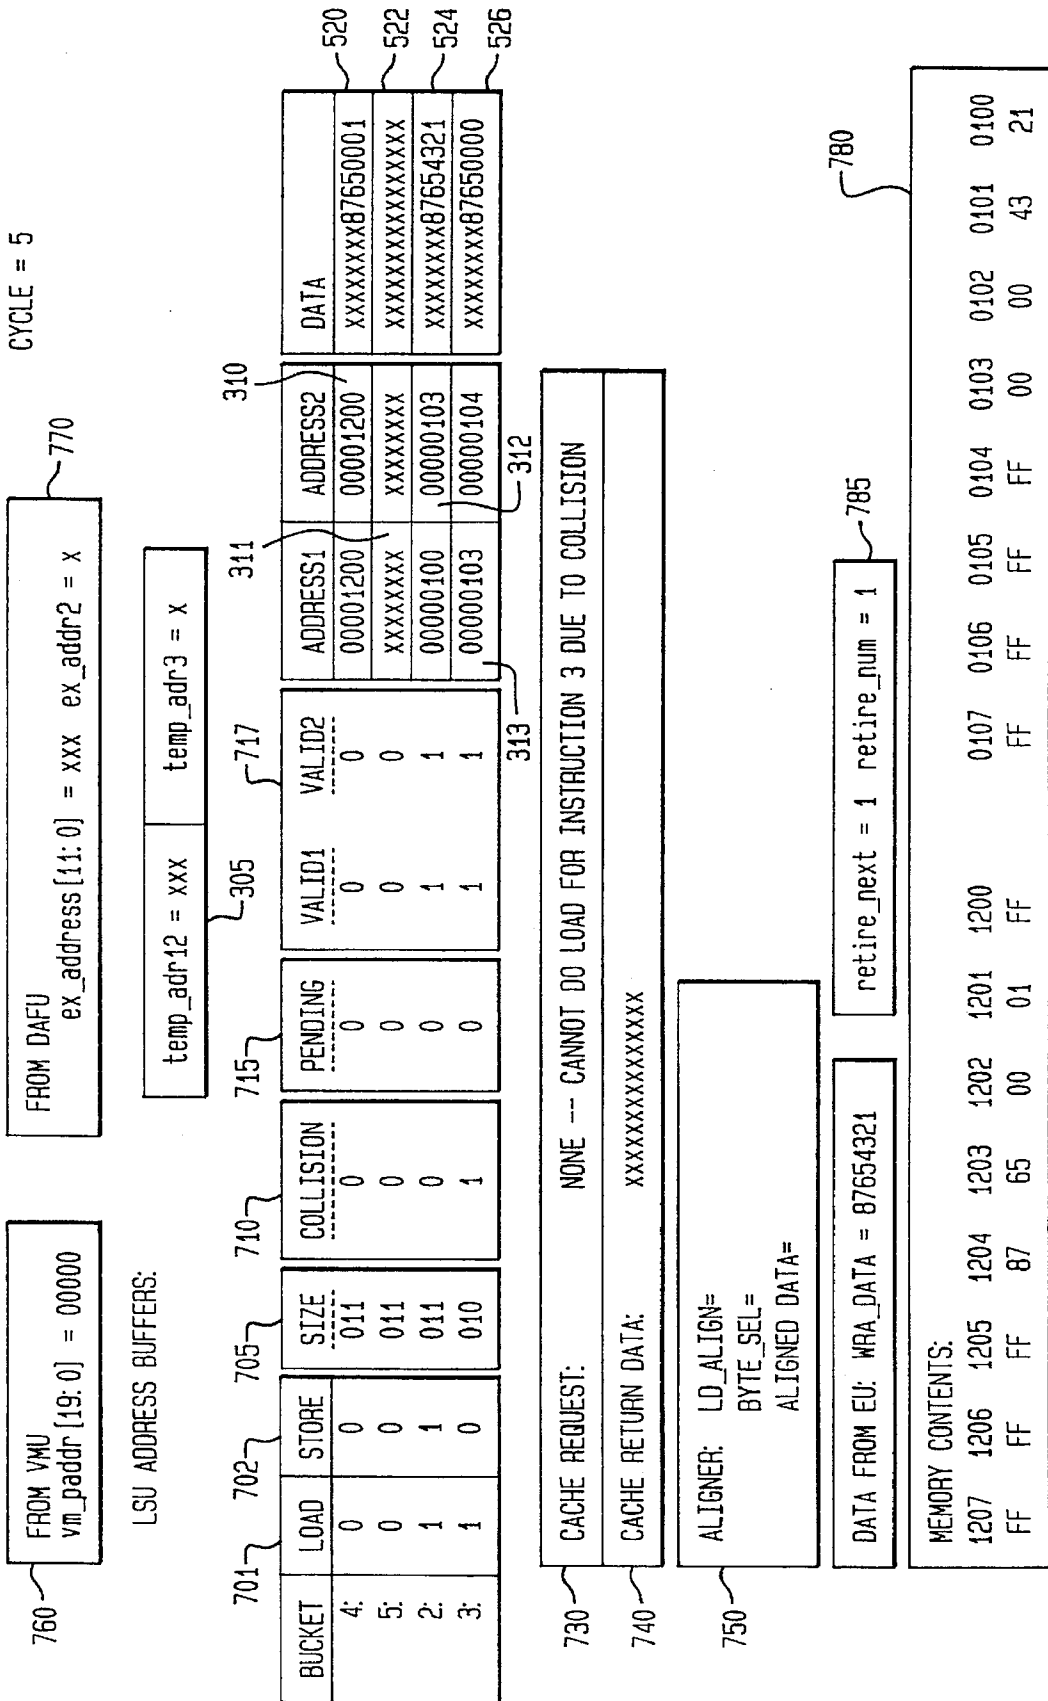 CYCLE = 5
FROM VMU
vm_paddr[19:0] = 00000
760
FROM DAFU
ex_address[11:0] = xxx ex_addr2 = x
770
LSU ADDRESS BUFFERS:
temp_adr12 = xxx temp_adr3 = x
305
701 702 705 710 715 717 311 310
BUCKET LOAD STORE SIZE COLLISION PENDING VALID1 VALID2 ADDRESS1 ADDRESS2 DATA
4: 0 0 011 0 0 0 0 00001200 00001200 xxxxxxxx87650001 520
5: 0 0 011 0 0 0 0 xxxxxxxx xxxxxxxx xxxxxxxxxxxxxxxx 522
2: 1 1 011 0 0 1 1 00000100 00000103 xxxxxxxx87654321 524
3: 1 0 010 1 0 1 1 00000103 00000104 xxxxxxxx87650000 526
313 312
730 CACHE REQUEST: NONE -- CANNOT DO LOAD FOR INSTRUCTION 3 DUE TO COLLISION
740 CACHE RETURN DATA: xxxxxxxxxxxxxxxx
750 ALIGNER: LD_ALIGN=
BYTE_SEL=
ALIGNED DATA=
DATA FROM EU: WRA_DATA = 87654321
retire_next = 1 retire_num = 1
785
780
MEMORY CONTENTS:
1207 1206 1205 1204 1203 1202 1201 1200 0107 0106 0105 0104 0103 0102 0101 0100
FF FF FF 87 65 00 01 FF FF FF FF FF 00 00 43 21